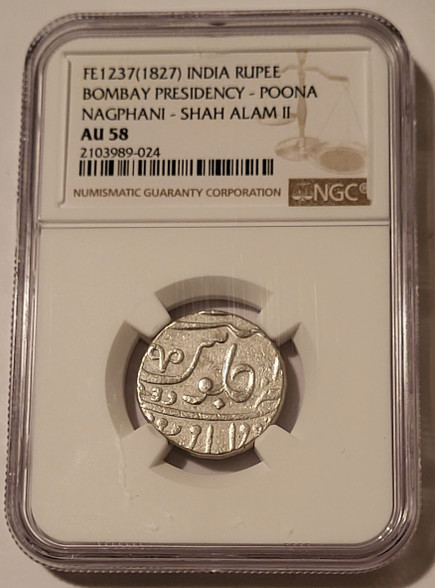 FE1237(1827) INDIA RUPEE
BOMBAY PRESIDENCY - POONA
NAGPHANI - SHAH ALAM II
AU 58
2103989-024
NUMISMATIC GUARANTY CORPORATION
NGC®